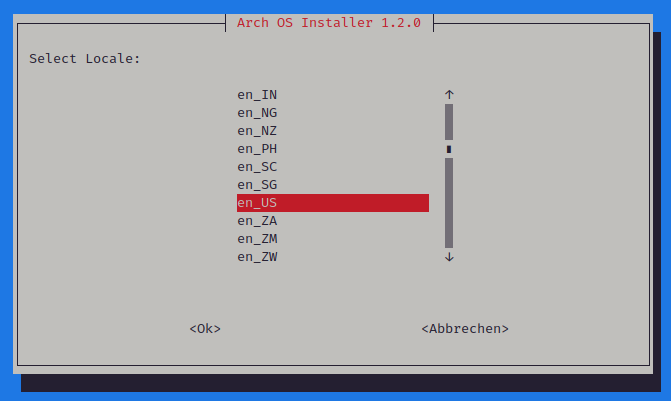 Arch OS Installer 1.2.0
Select Locale:
en_IN
en_NG
en_NZ
en_PH
en_SC
en_SG
en_US
en_ZA
en_ZM
en_ZW
<Ok> <Abbrechen>